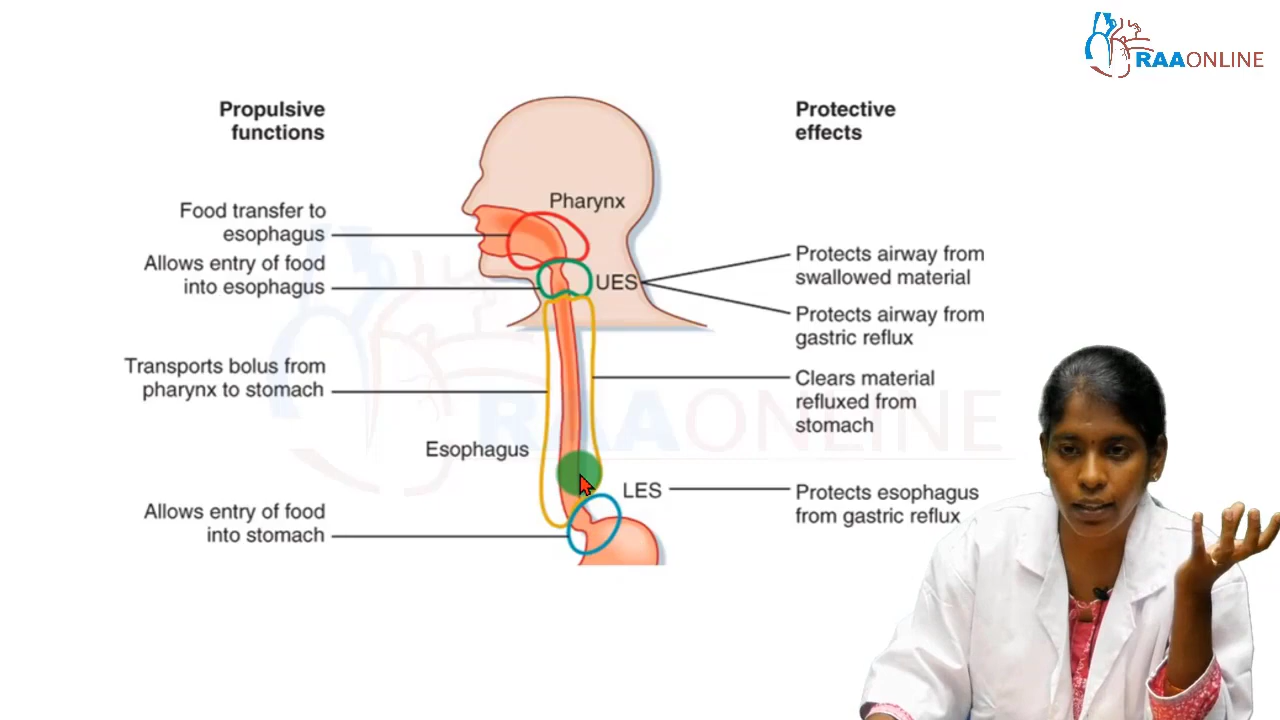 RAAONLINE
Propulsive
functions
Protective
effects
Pharynx
Food transfer to
esophagus
Allows entry of food
into esophagus
UES
Protects airway from
swallowed material
Protects airway from
gastric reflux
Transports bolus from
pharynx to stomach
Clears material
refluxed from
stomach
RAAONLINE
Esophagus
LES
Protects esophagus
from gastric reflux
Allows entry of food
into stomach